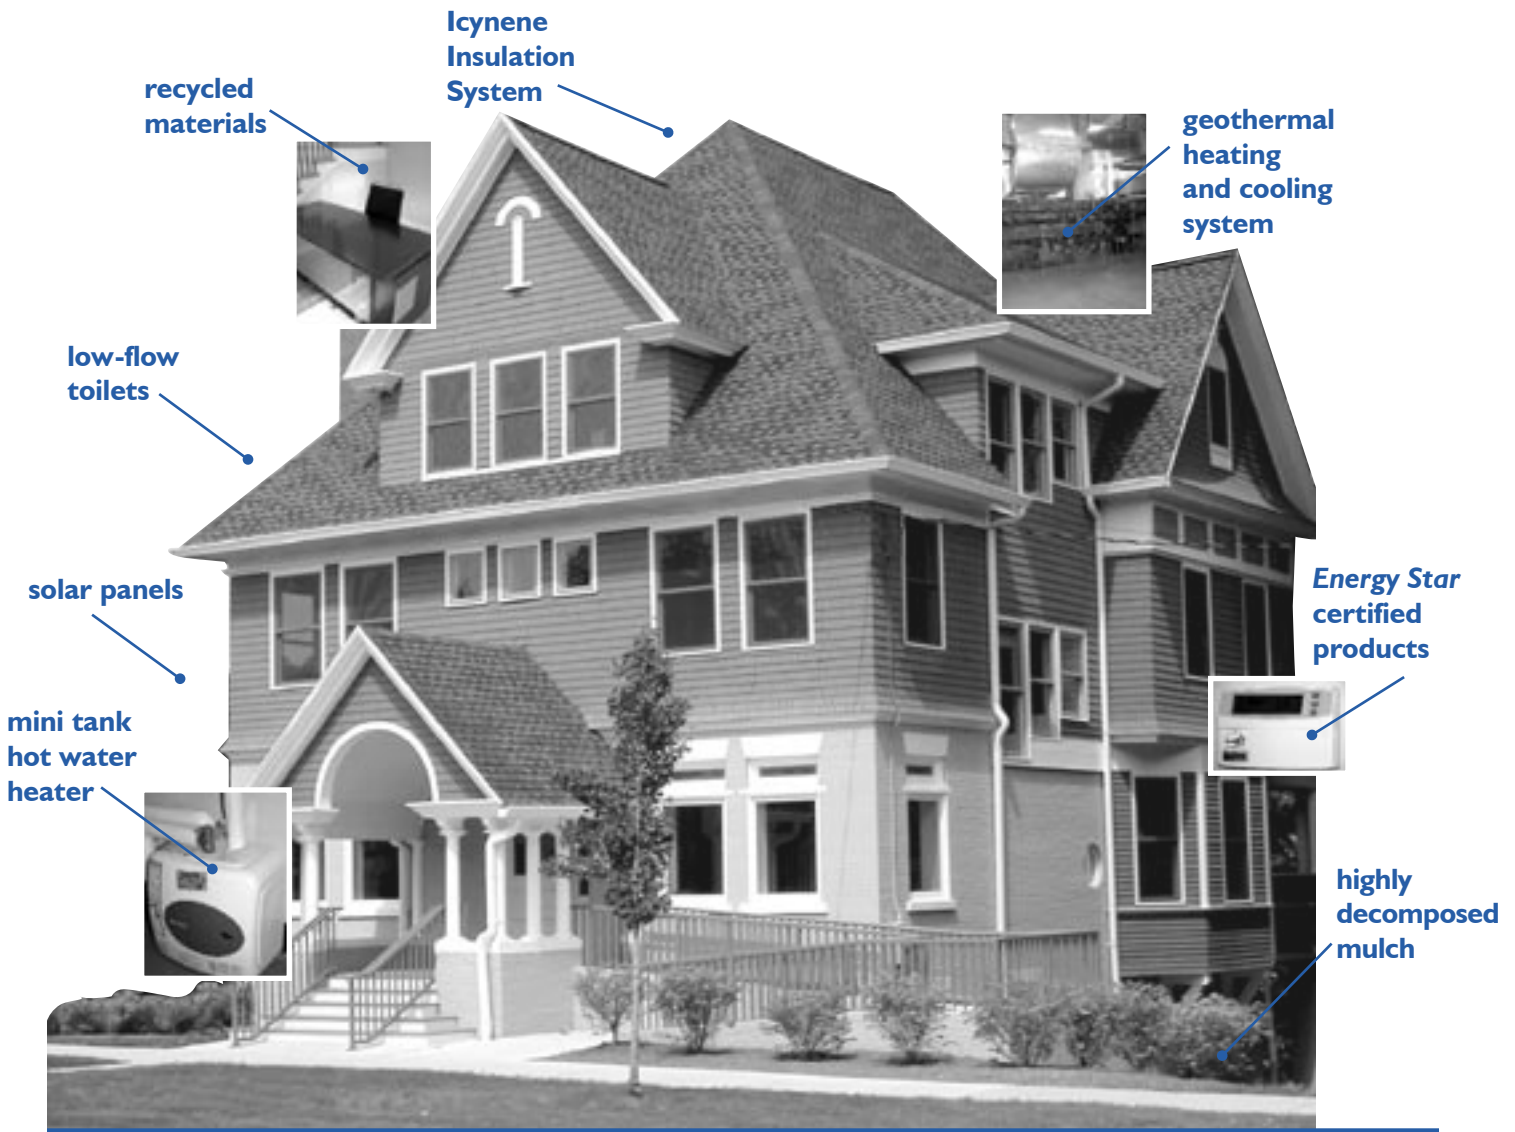 Icynene
Insulation
System
recycled
materials
geothermal
heating
and cooling
system
low-flow
toilets
solar panels
Energy Star
certified
products
mini tank
hot water
heater
highly
decomposed
mulch